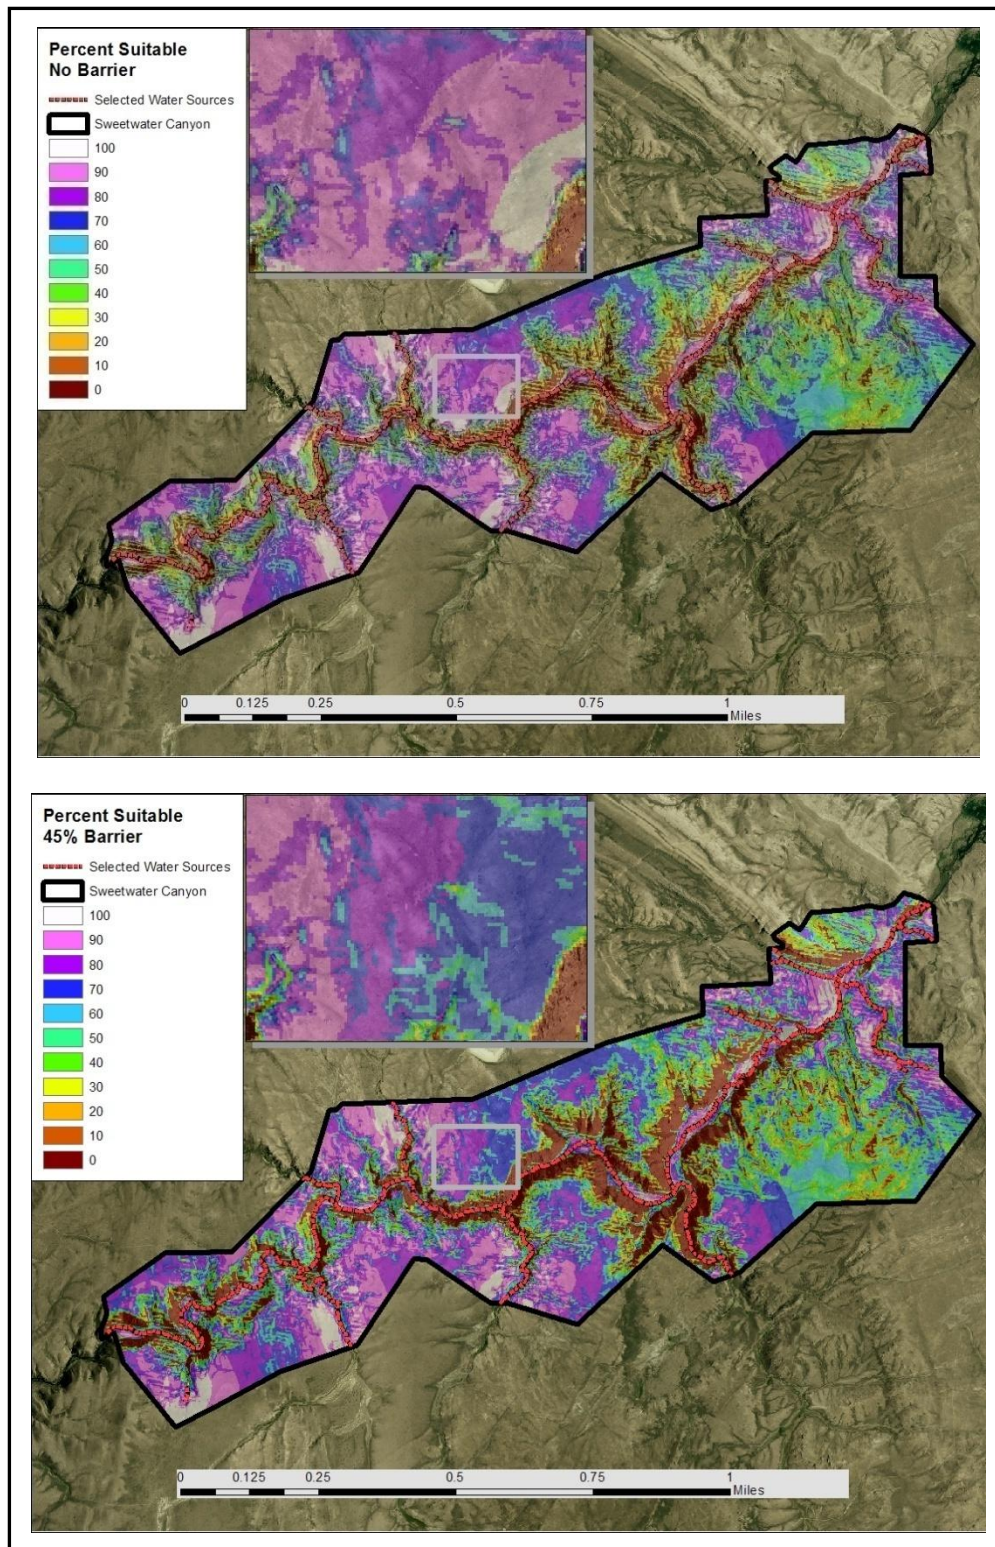 Percent Suitable
No Barrier
Selected Water Sources
Sweetwater Canyon
100
90
80
70
60
50
40
30
20
10
0
0 0.125 0.25 0.5 0.75 1
Miles
Percent Suitable
45% Barrier
Selected Water Sources
Sweetwater Canyon
100
90
80
70
60
50
40
30
20
10
0
0 0.125 0.25 0.5 0.75 1
Miles